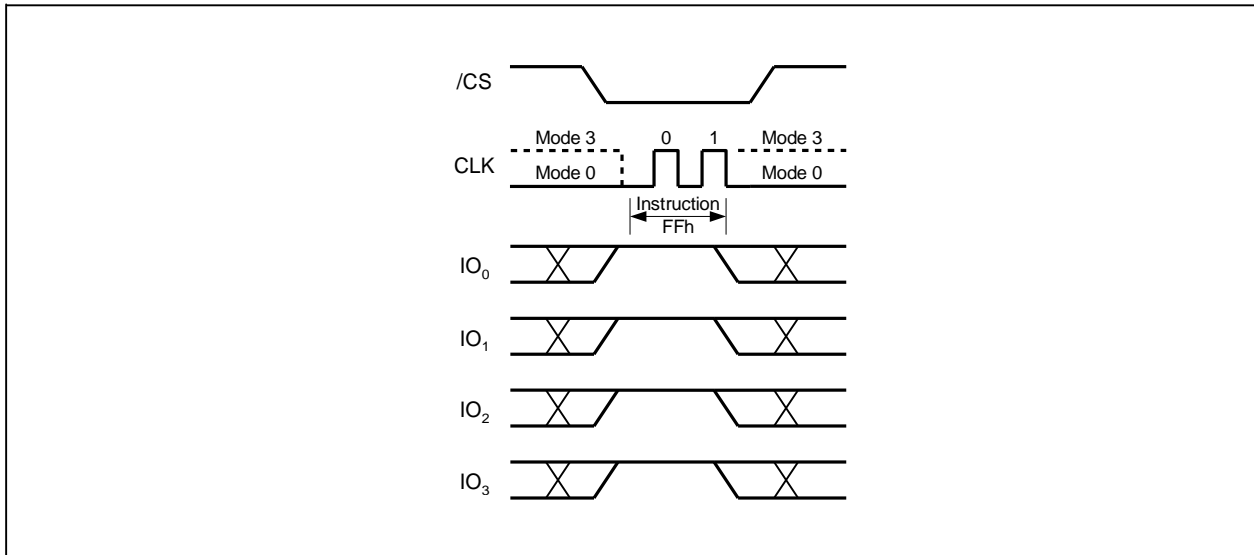 /CS
Mode 3 0 1 Mode 3
CLK Mode 0 Mode 0
Instruction
FFh
IO₀
IO₁
IO₂
IO₃